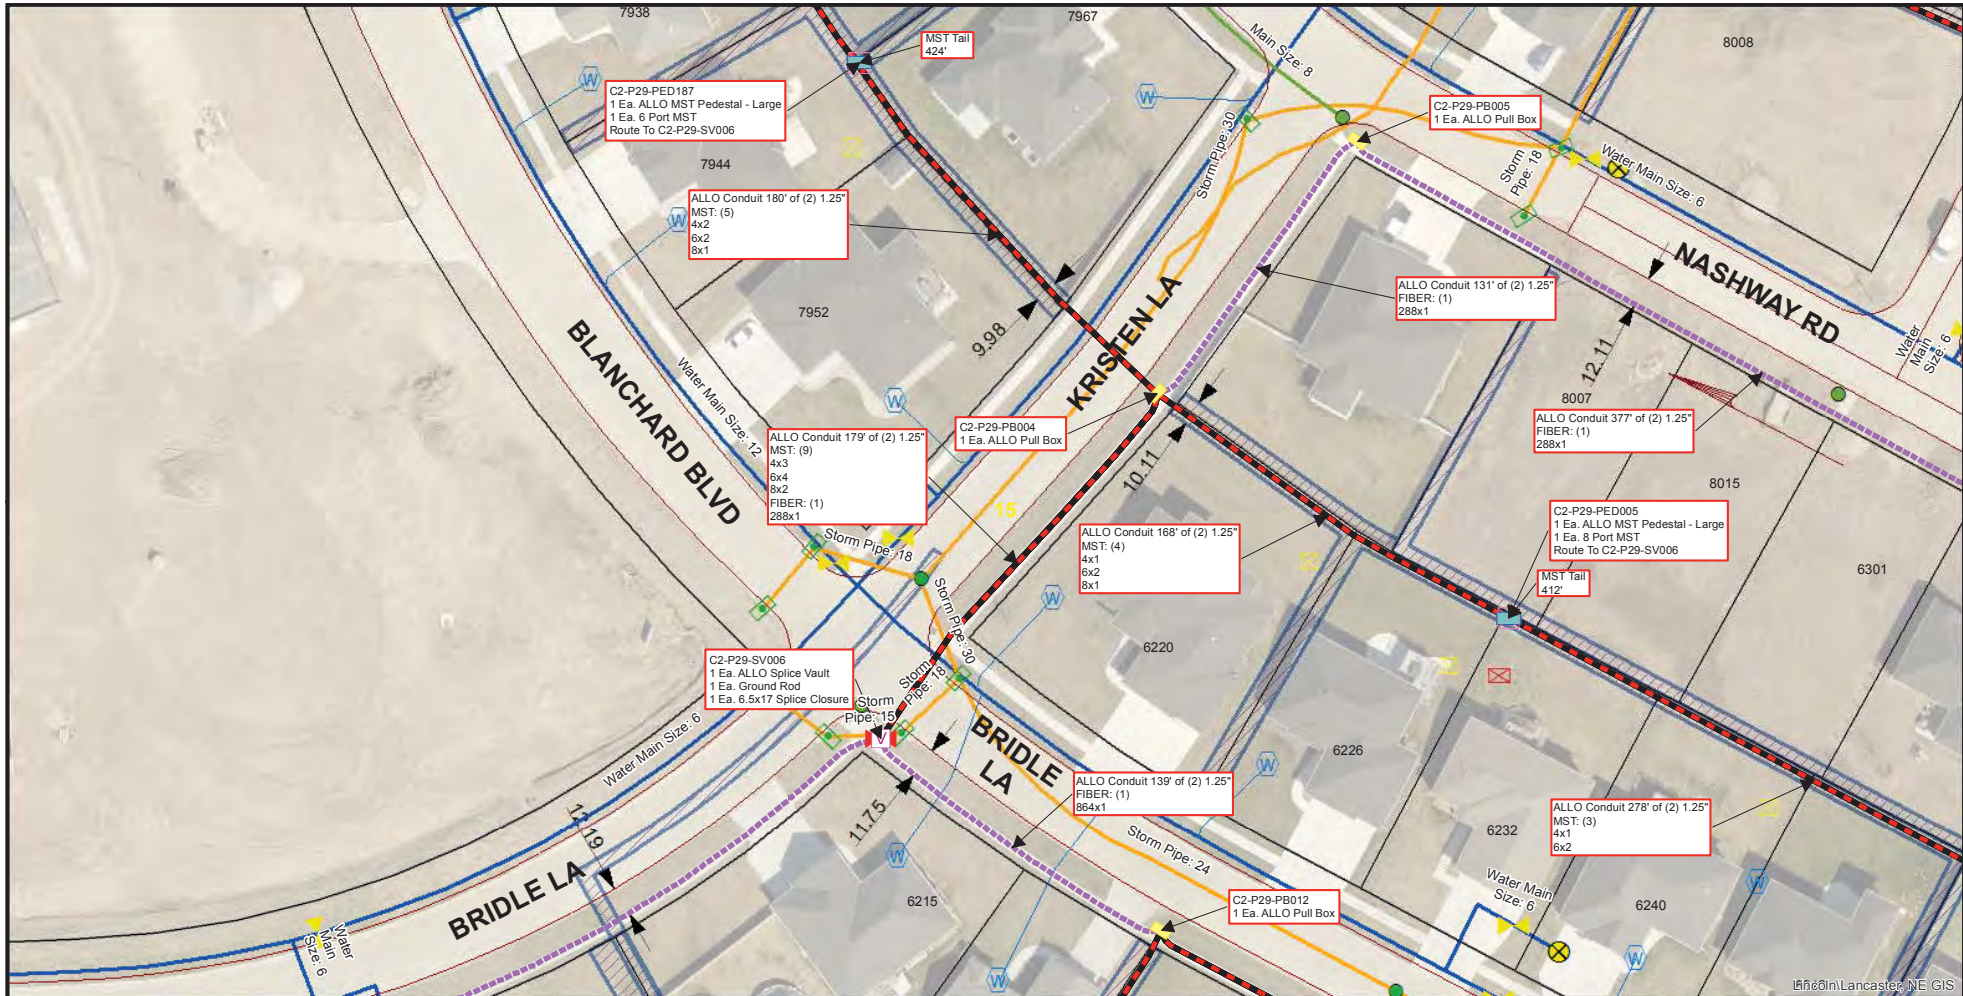 7938
7967
8008
MST Tail
424'
Main Size: 8
C2-P29-PED187
1 Ea. ALLO MST Pedestal - Large
1 Ea. 6 Port MST
Route To C2-P29-SV006
W
W
C2-P29-PB005
1 Ea. ALLO Pull Box
Storm Pipe: 30
Storm
Pipe: 18
Water Main Size: 6
7944
ALLO Conduit 180' of (2) 1.25"
MST: (5)
4x2
6x2
8x1
W
NASHWAY RD
ALLO Conduit 131' of (2) 1.25"
FIBER: (1)
288x1
7952
9.98
KRISTEN LA
BLANCHARD BLVD
Water Main Size: 12
12.11
Water
Main
Size: 6
8007
W
C2-P29-PB004
1 Ea. ALLO Pull Box
ALLO Conduit 377' of (2) 1.25"
FIBER: (1)
288x1
ALLO Conduit 179' of (2) 1.25"
MST: (9)
4x3
6x4
8x2
FIBER: (1)
288x1
10.11
8015
15
Storm Pipe: 18
ALLO Conduit 168' of (2) 1.25"
MST: (4)
4x1
6x2
8x1
C2-P29-PED005
1 Ea. ALLO MST Pedestal - Large
1 Ea. 8 Port MST
Route To C2-P29-SV006
MST Tail
412'
6301
W
Storm Pipe: 30
6220
C2-P29-SV006
1 Ea. ALLO Splice Vault
1 Ea. Ground Rod
1 Ea. 6.5x17 Splice Closure
Storm
Pipe: 18
Storm
Pipe: 15
V
Water Main Size: 6
BRIDLE
LA
6226
W
ALLO Conduit 139' of (2) 1.25"
FIBER: (1)
864x1
11.75
12.19
ALLO Conduit 278' of (2) 1.25"
MST: (3)
4x1
6x2
6232
Storm Pipe: 24
W
W
BRIDLE LA
6215
C2-P29-PB012
1 Ea. ALLO Pull Box
Water Main
Size: 6
6240
Water
Main
Size: 6
W
W
Lincoln\Lancaster, NE GIS